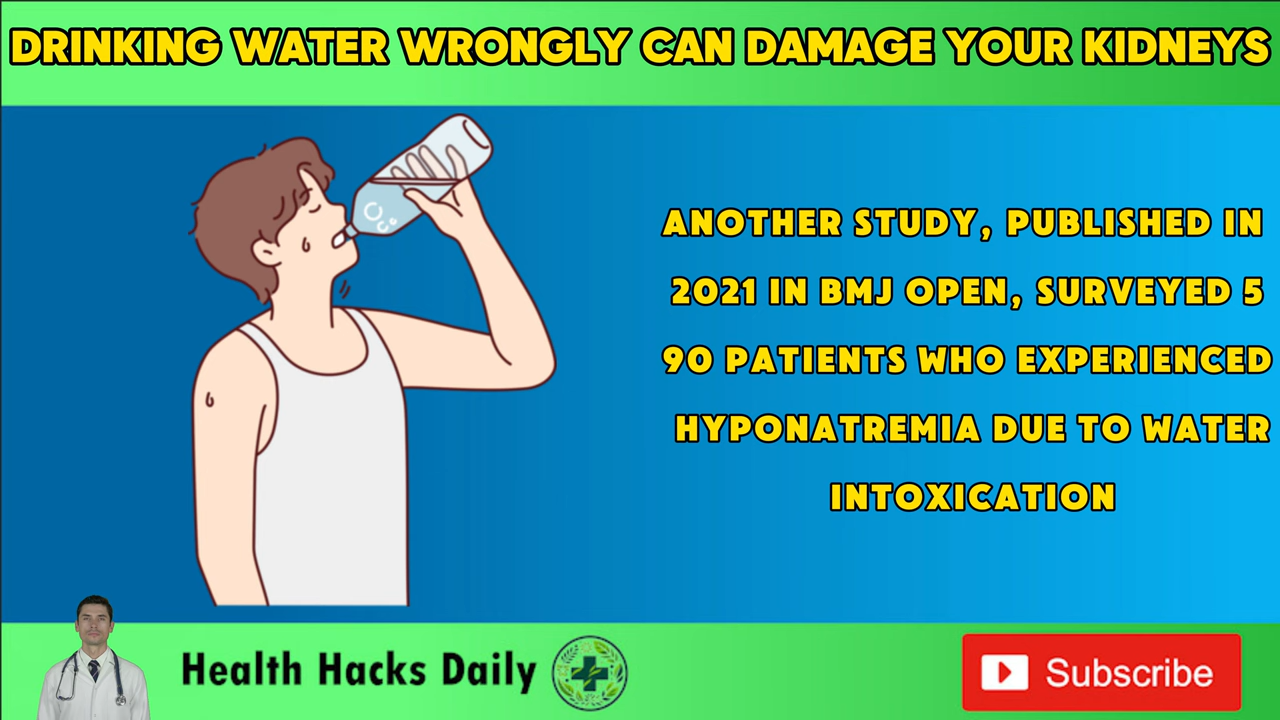 DRINKING WATER WRONGLY CAN DAMAGE YOUR KIDNEYS
ANOTHER STUDY, PUBLISHED IN
2021 IN BMJ OPEN, SURVEYED 5
90 PATIENTS WHO EXPERIENCED
HYPONATREMIA DUE TO WATER
INTOXICATION
Health Hacks Daily
Subscribe